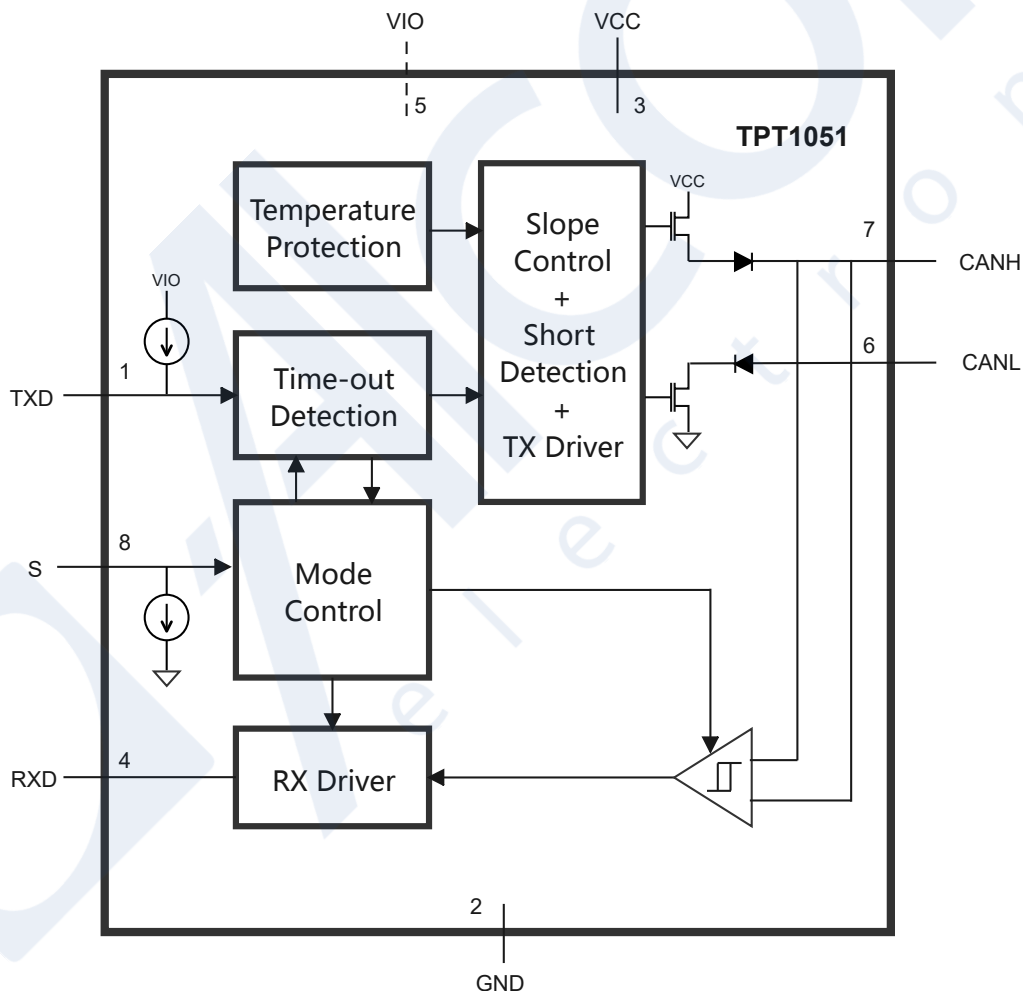 VIO
VCC
5
3
TPT1051
Temperature
Protection
Slope
Control
+
Short
Detection
+
TX Driver
VCC
7
CANH
VIO
6
CANL
1
TXD
Time-out
Detection
8
S
Mode
Control
4
RXD
RX Driver
2
GND